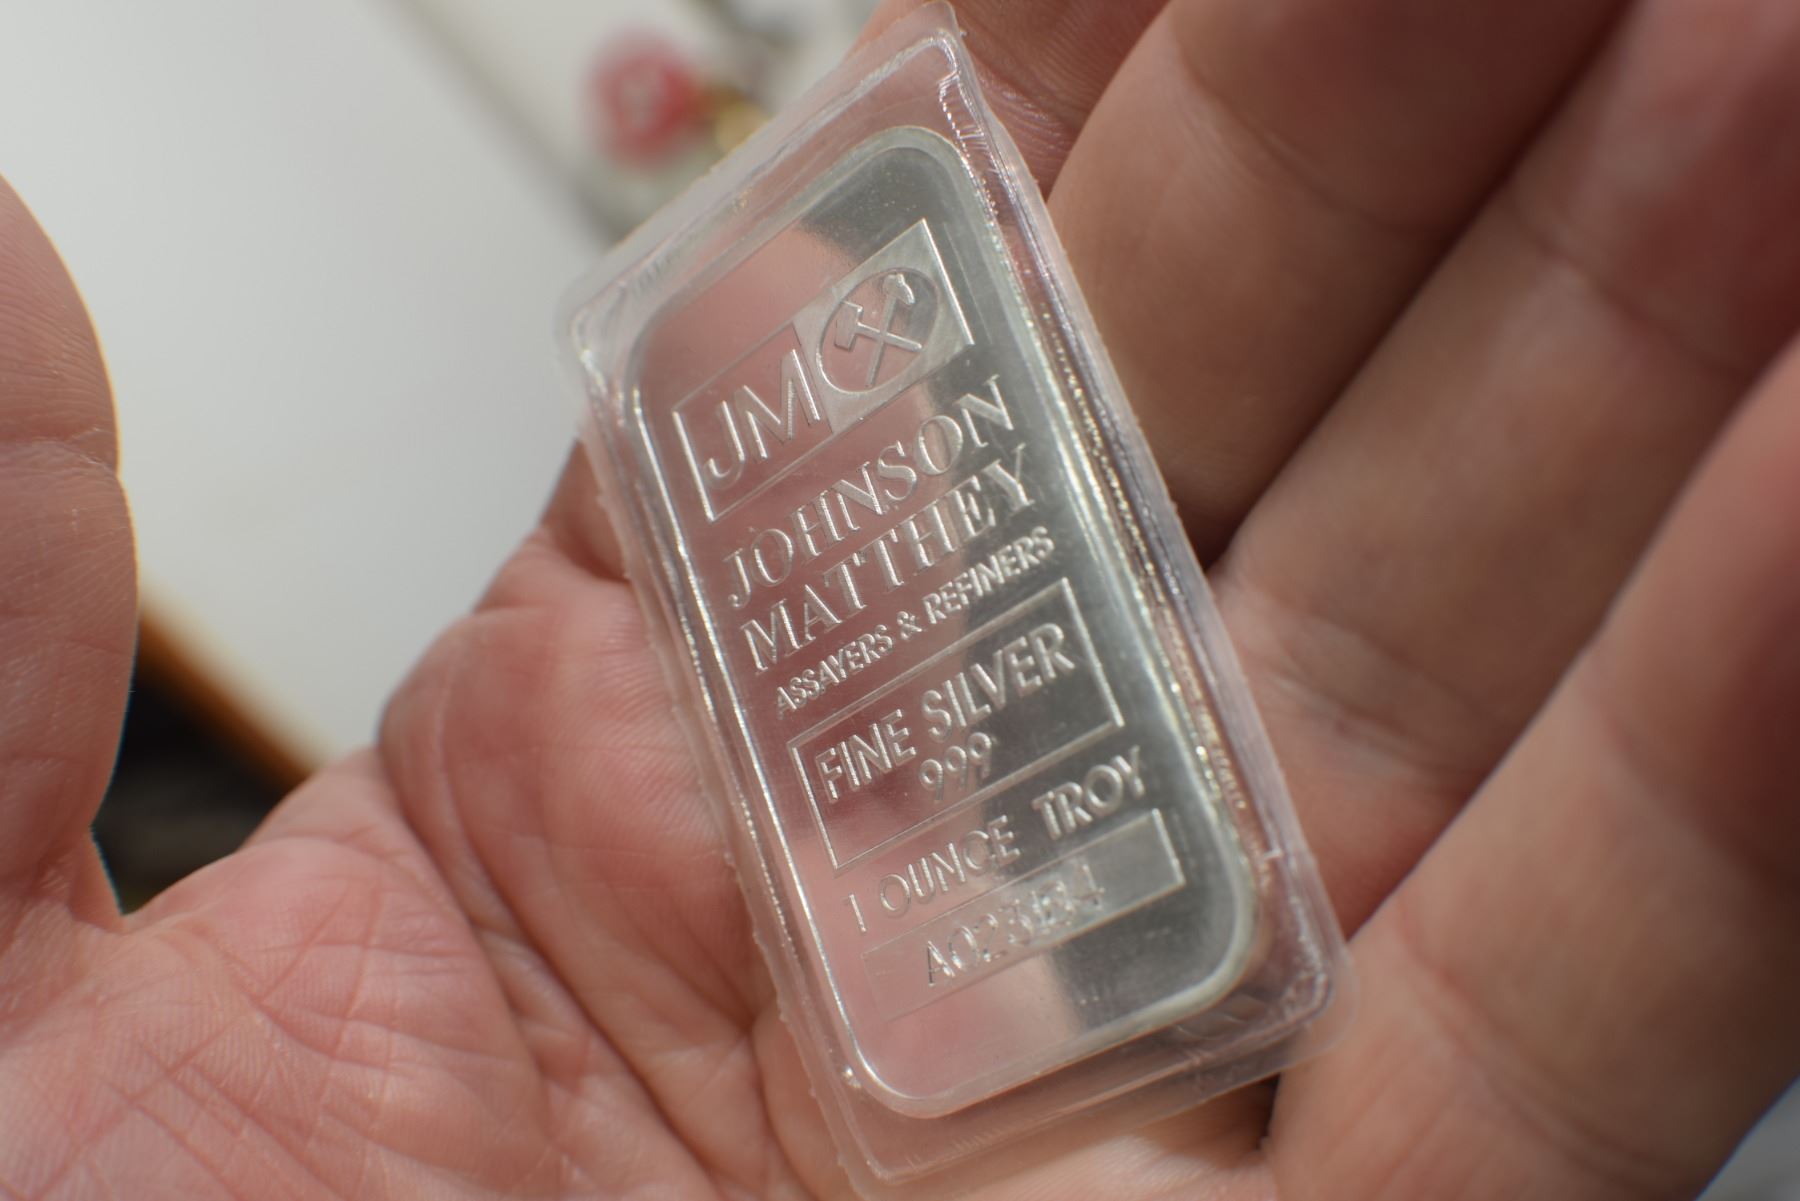 JM
JOHNSON
MATTHEY
ASSAYERS & REFINERS
FINE SILVER
999
1 OUNCE TROY